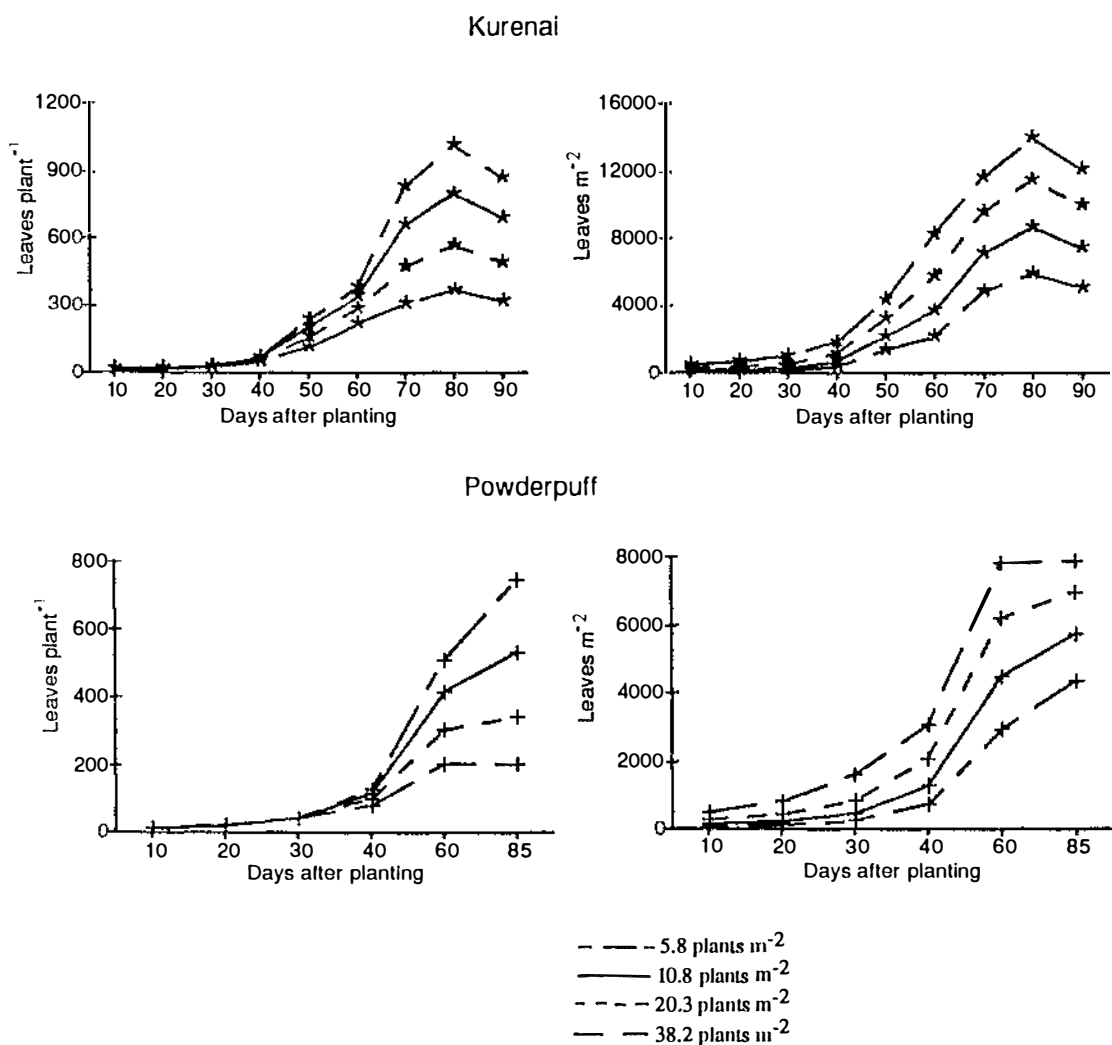 Kurenai
1200
900
600
300
0
Leaves plant⁻¹
10 20 30 40 50 60 70 80 90
Days after planting
16000
12000
8000
4000
0
Leaves m⁻²
10 20 30 40 50 60 70 80 90
Days after planting
Powderpuff
800
600
400
200
0
Leaves plant⁻¹
10 20 30 40 60 85
Days after planting
8000
6000
4000
2000
0
Leaves m⁻²
10 20 30 40 60 85
Days after planting
5.8 plants m⁻²
10.8 plants m⁻²
20.3 plants m⁻²
38.2 plants m⁻²